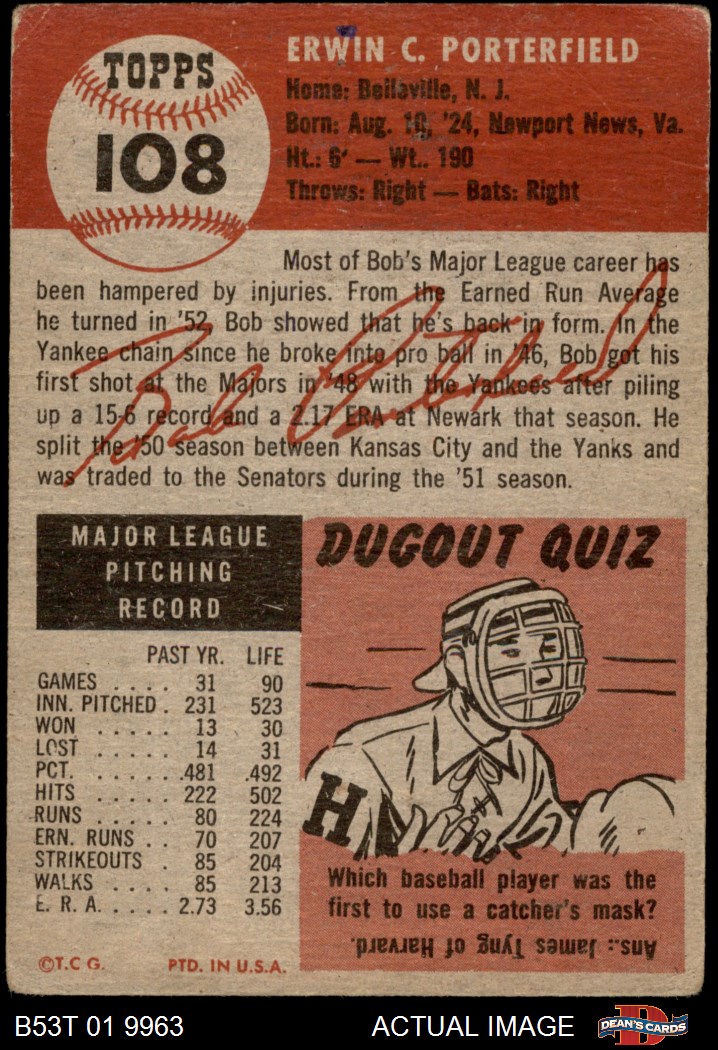 TOPPS
108
ERWIN C. PORTERFIELD
Home: Belleville, N. J.
Born: Aug. 10, '24, Newport News, Va.
Ht.: 6' — Wt.. 190
Throws: Right — Bats: Right
Most of Bob's Major League career has
been hampered by injuries. From the Earned Run Average
he turned in '52, Bob showed that he's back in form. In the
Yankee chain since he broke into pro ball in '46, Bob got his
first shot at the Majors in '48 with the Yankees after piling
up a 15-6 record and a 2.17 ERA at Newark that season. He
split the '50 season between Kansas City and the Yanks and
was traded to the Senators during the '51 season.
Bob Porterfield
MAJOR LEAGUE
PITCHING
RECORD
PAST YR. LIFE
GAMES . . . . 31 90
INN. PITCHED . 231 523
WON . . . . . 13 30
LOST . . . . . 14 31
PCT. . . . . . .481 .492
HITS . . . . . 222 502
RUNS . . . . . 80 224
ERN. RUNS . . 70 207
STRIKEOUTS . 85 204
WALKS . . . . 85 213
E. R. A. . . . . . 2.73 3.56
©T.C G. PTD. IN U.S.A.
DUGOUT QUIZ
H
Which baseball player was the
first to use a catcher's mask?
Ans.: James Tyng of Harvard.
B53T 01 9963 ACTUAL IMAGE
D
DEAN'S CARDS